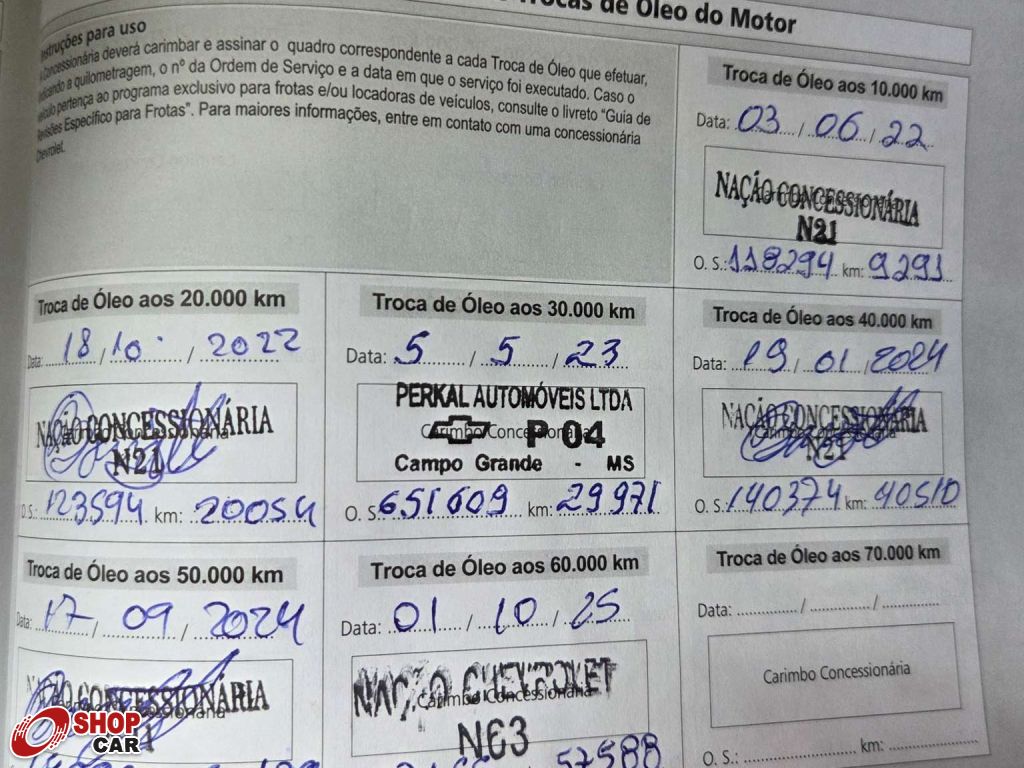 Trocas de Óleo do Motor
Instruções para uso
A Concessionária deverá carimbar e assinar o quadro correspondente a cada Troca de Óleo que efetuar,
indicando a quilometragem, o nº da Ordem de Serviço e a data em que o serviço foi executado. Caso o
veículo pertença ao programa exclusivo para frotas e/ou locadoras de veículos, consulte o livreto "Guia de
Revisões Específico para Frotas". Para maiores informações, entre em contato com uma concessionária
Chevrolet.
Troca de Óleo aos 10.000 km
Data: 03 / 06 / 22
NAÇÃO CONCESSIONÁRIA
N21
O. S.: 118294 km: 9291
Troca de Óleo aos 20.000 km
Data: 18 / 10 / 2022
NAÇÃO CONCESSIONÁRIA
N21
O.S.: 123594 km: 20054
Troca de Óleo aos 30.000 km
Data: 5 / 5 / 23
PERKAL AUTOMÓVEIS LTDA
Carimbo Concessionária
P 04
Campo Grande - MS
O. S.: 651609 km: 29971
Troca de Óleo aos 40.000 km
Data: 19 / 01 / 2024
NAÇÃO CONCESSIONÁRIA
N21
O. S.: 140374 km: 40510
Troca de Óleo aos 50.000 km
Data: 17 / 09 / 2024
NAÇÃO CONCESSIONÁRIA
Troca de Óleo aos 60.000 km
Data: 01 / 10 / 25
NAÇÃO CHEVROLET
Carimbo Concessionária
N63
57588
Troca de Óleo aos 70.000 km
Data: / /
Carimbo Concessionária
O. S.: km:
SHOP
CAR